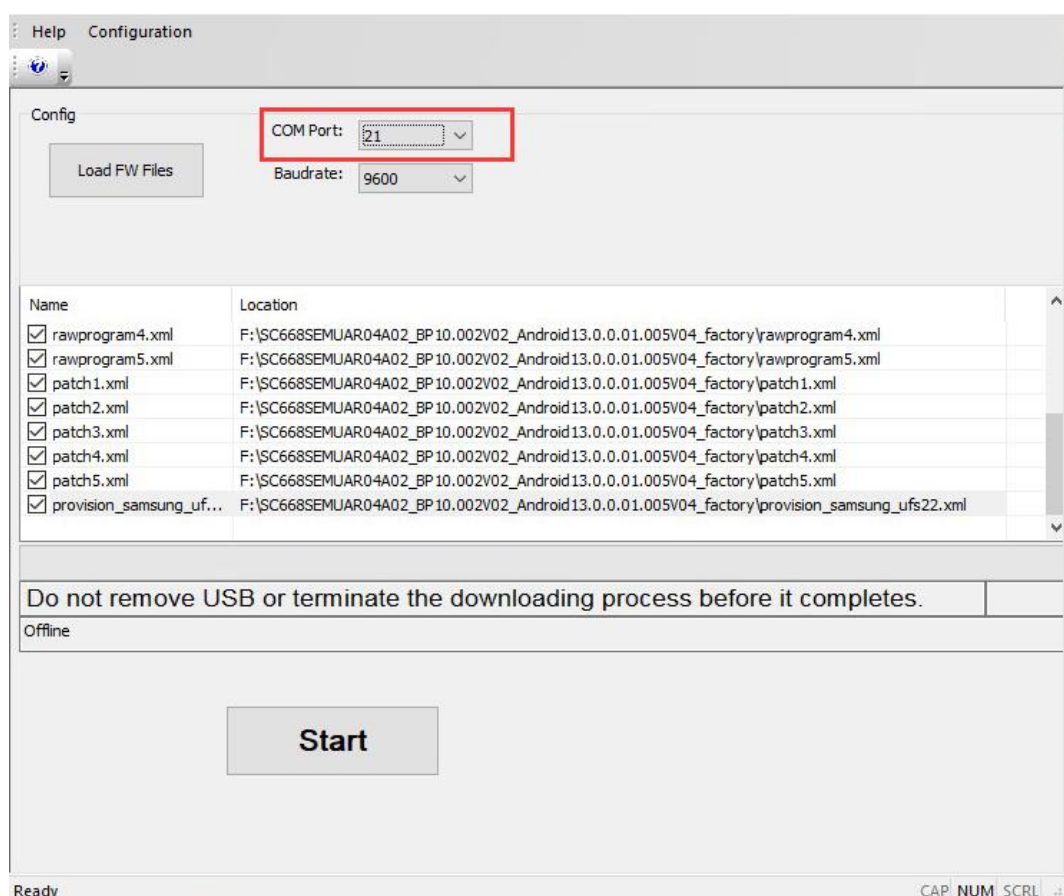 Help Configuration
Config
COM Port: 21
Load FW Files
Baudrate: 9600
Name Location
rawprogram4.xml F:\SC668SEMUAR04A02_BP10.002V02_Android13.0.0.01.005V04_factory\rawprogram4.xml
rawprogram5.xml F:\SC668SEMUAR04A02_BP10.002V02_Android13.0.0.01.005V04_factory\rawprogram5.xml
patch1.xml F:\SC668SEMUAR04A02_BP10.002V02_Android13.0.0.01.005V04_factory\patch1.xml
patch2.xml F:\SC668SEMUAR04A02_BP10.002V02_Android13.0.0.01.005V04_factory\patch2.xml
patch3.xml F:\SC668SEMUAR04A02_BP10.002V02_Android13.0.0.01.005V04_factory\patch3.xml
patch4.xml F:\SC668SEMUAR04A02_BP10.002V02_Android13.0.0.01.005V04_factory\patch4.xml
patch5.xml F:\SC668SEMUAR04A02_BP10.002V02_Android13.0.0.01.005V04_factory\patch5.xml
provision_samsung_uf... F:\SC668SEMUAR04A02_BP10.002V02_Android13.0.0.01.005V04_factory\provision_samsung_ufs22.xml
Do not remove USB or terminate the downloading process before it completes.
Offline
Start
Ready CAP NUM SCRL